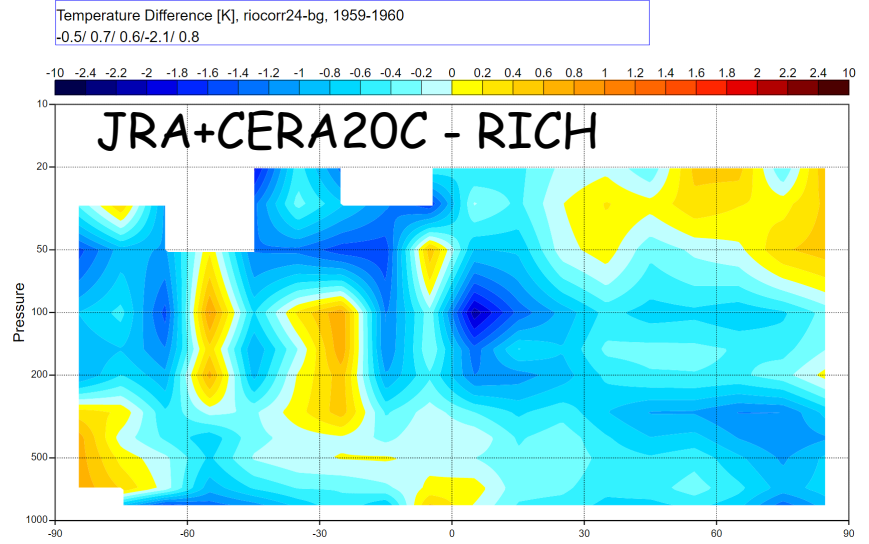 Temperature Difference [K], riocorr24-bg, 1959-1960
-0.5/ 0.7/ 0.6/-2.1/ 0.8
-10 -2.4 -2.2 -2 -1.8 -1.6 -1.4 -1.2 -1 -0.8 -0.6 -0.4 -0.2 0 0.2 0.4 0.6 0.8 1 1.2 1.4 1.6 1.8 2 2.2 2.4 10
JRA+CERA20C - RICH
10
20
50
Pressure
100
200
500
1000
-90 -60 -30 0 30 60 90